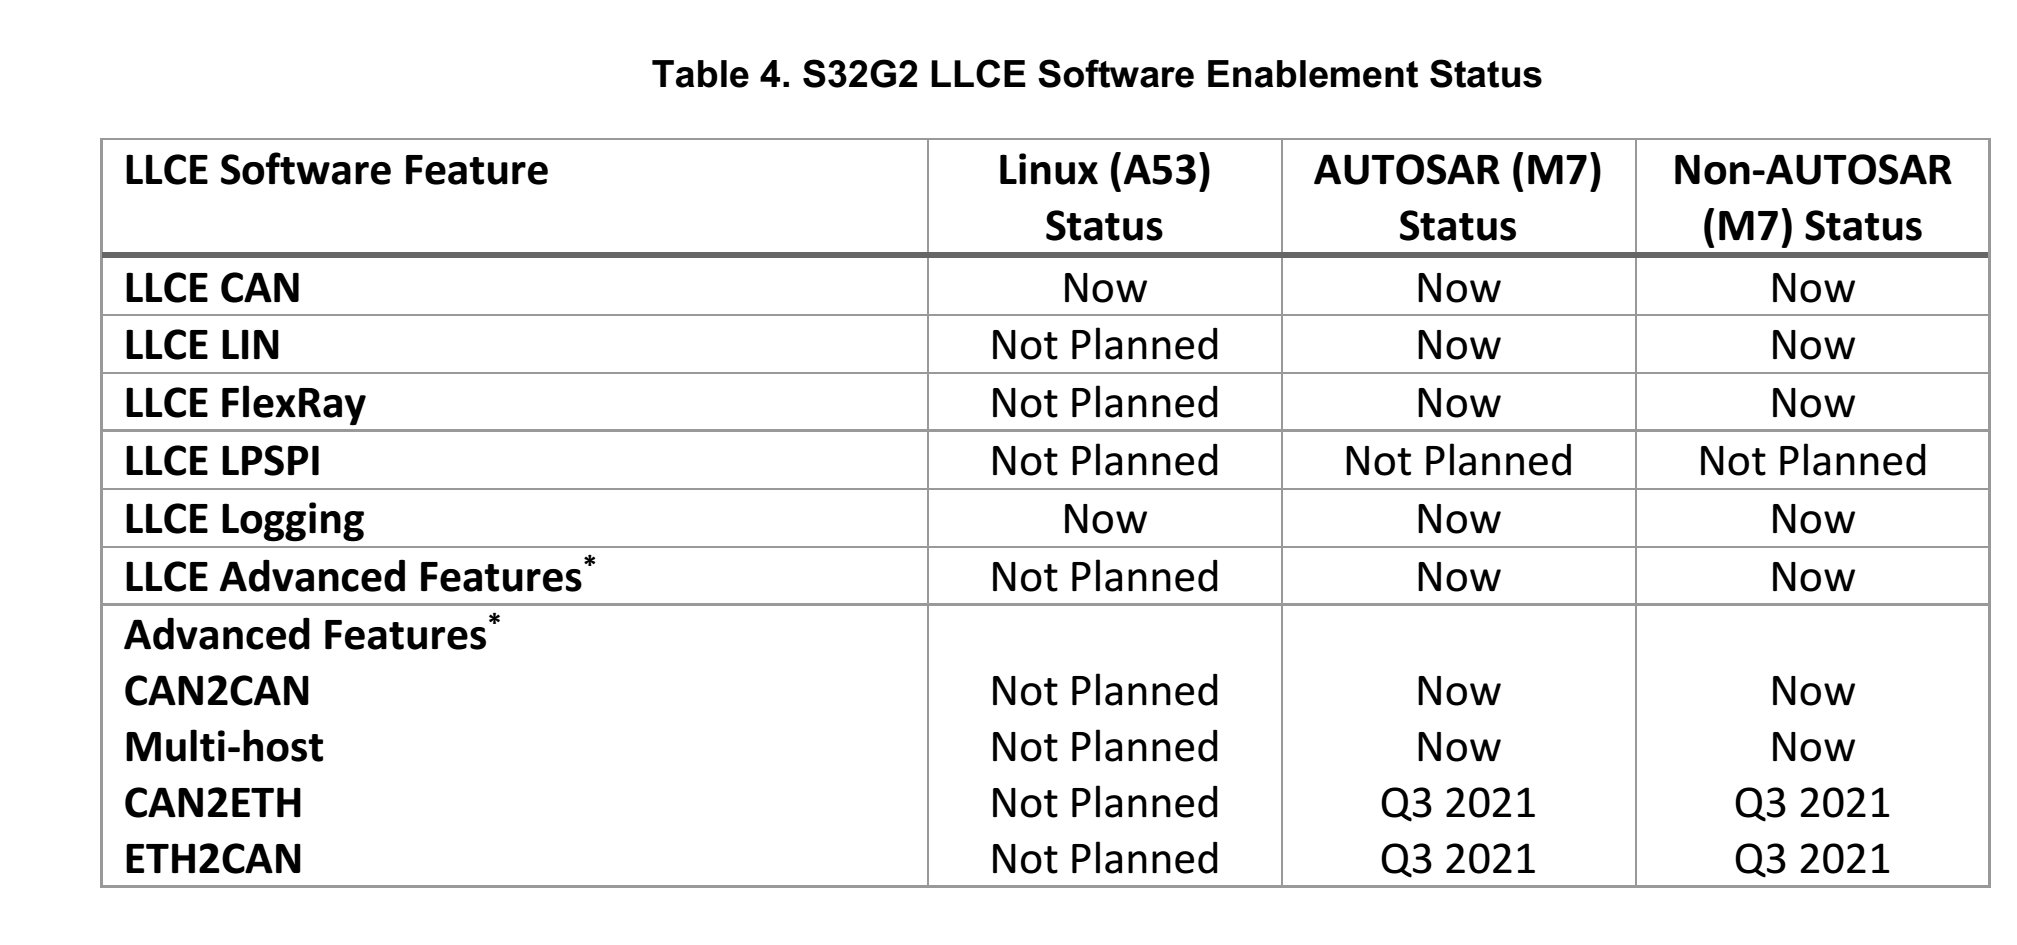 Table 4. S32G2 LLCE Software Enablement Status
LLCE Software Feature Linux (A53) Status AUTOSAR (M7) Status Non-AUTOSAR (M7) Status
LLCE CAN Now Now Now
LLCE LIN Not Planned Now Now
LLCE FlexRay Not Planned Now Now
LLCE LPSPI Not Planned Not Planned Not Planned
LLCE Logging Now Now Now
LLCE Advanced Features* Not Planned Now Now
Advanced Features*
CAN2CAN Not Planned Now Now
Multi-host Not Planned Now Now
CAN2ETH Not Planned Q3 2021 Q3 2021
ETH2CAN Not Planned Q3 2021 Q3 2021